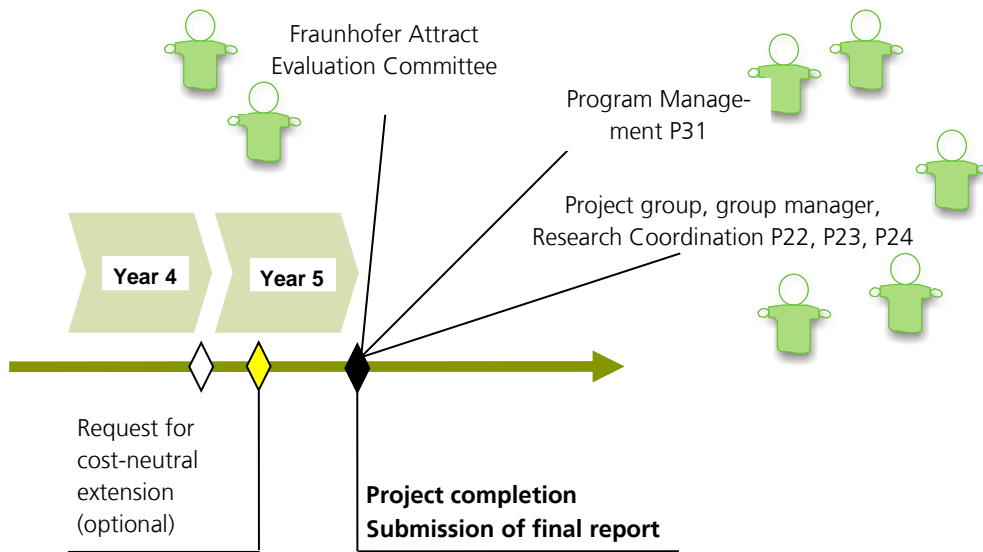 Fraunhofer Attract
Evaluation Committee
Program Manage-
ment P31
Project group, group manager,
Research Coordination P22, P23, P24
Year 4
Year 5
Request for
cost-neutral
extension
(optional)
Project completion
Submission of final report